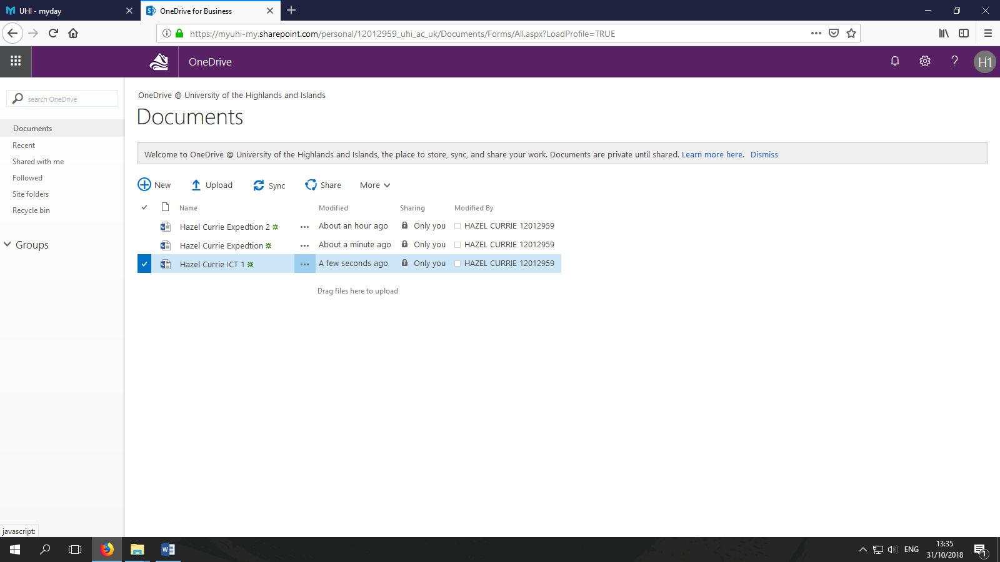 UHI - myday
OneDrive for Business
https://myuhi-my.sharepoint.com/personal/12012959_uhi_ac_uk/Documents/Forms/All.aspx?LoadProfile=TRUE
OneDrive
? H1
search OneDrive
Documents
Recent
Shared with me
Followed
Site folders
Recycle bin
Groups
OneDrive @ University of the Highlands and Islands
Documents
Welcome to OneDrive @ University of the Highlands and Islands, the place to store, sync, and share your work. Documents are private until shared. Learn more here. Dismiss
New Upload Sync Share More
Name Modified Sharing Modified By
Hazel Currie Expedtion 2 ... About an hour ago Only you HAZEL CURRIE 12012959
Hazel Currie Expedtion ... About a minute ago Only you HAZEL CURRIE 12012959
Hazel Currie ICT 1 ... A few seconds ago Only you HAZEL CURRIE 12012959
Drag files here to upload
javascript:
ENG
13:35
31/10/2018
1